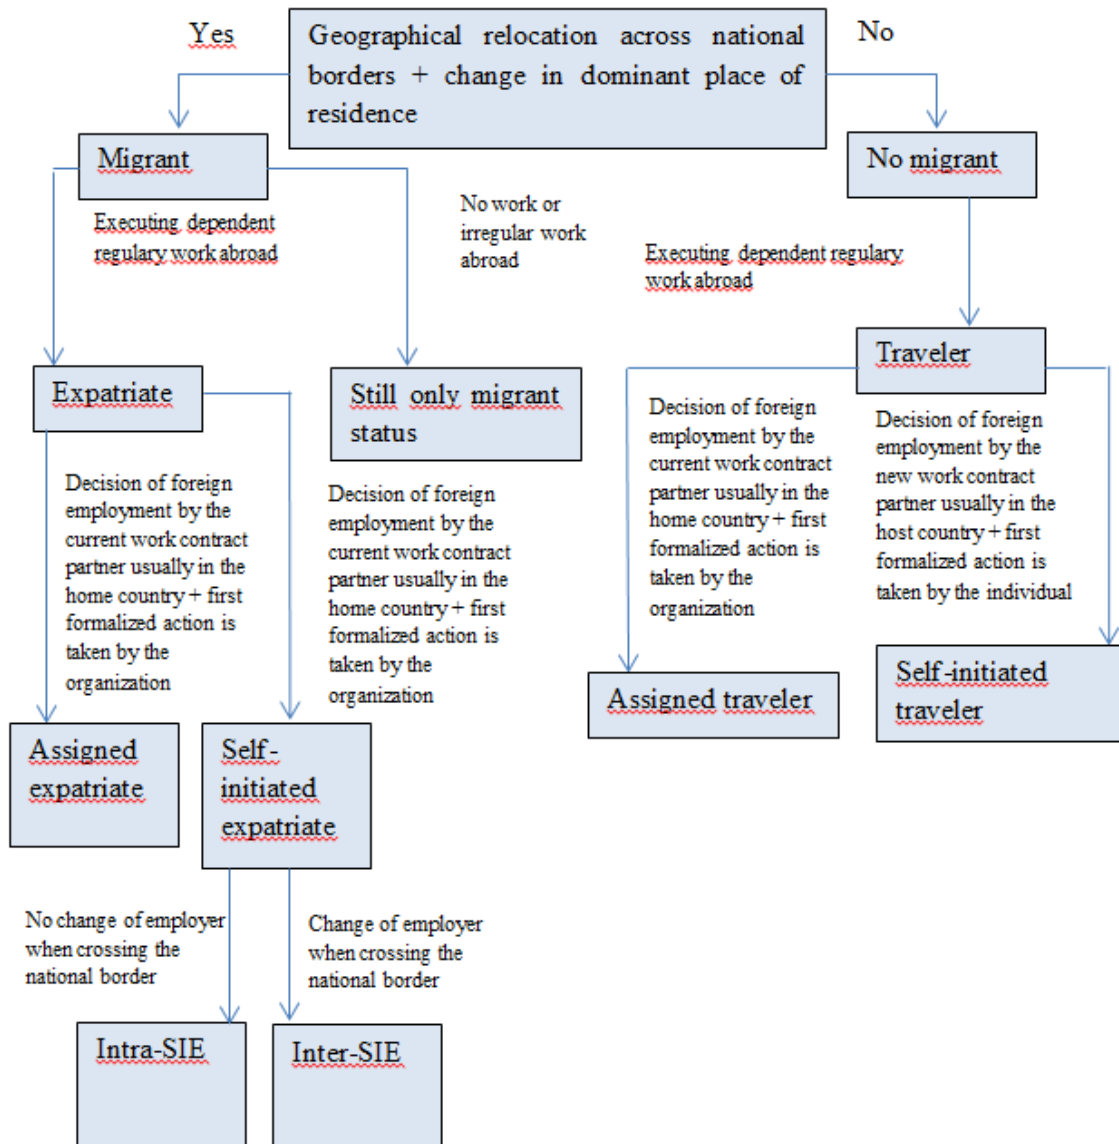 Yes
Geographical relocation across national
borders + change in dominant place of
residence
No
Migrant
No migrant
Executing dependent
regulary work abroad
No work or
irregular work
abroad
Executing dependent regulary
work abroad
Expatriate
Still only migrant
status
Traveler
Decision of foreign
employment by the
current work contract
partner usually in the
home country + first
formalized action is
taken by the
organization
Decision of foreign
employment by the
current work contract
partner usually in the
home country + first
formalized action is
taken by the
organization
Decision of foreign
employment by the
current work contract
partner usually in the
home country + first
formalized action is
taken by the
organization
Decision of foreign
employment by the
new work contract
partner usually in the
host country + first
formalized action is
taken by the individual
Assigned
expatriate
Self-
initiated
expatriate
Assigned traveler
Self-initiated
traveler
No change of employer
when crossing the
national border
Change of employer
when crossing the
national border
Intra-SIE
Inter-SIE